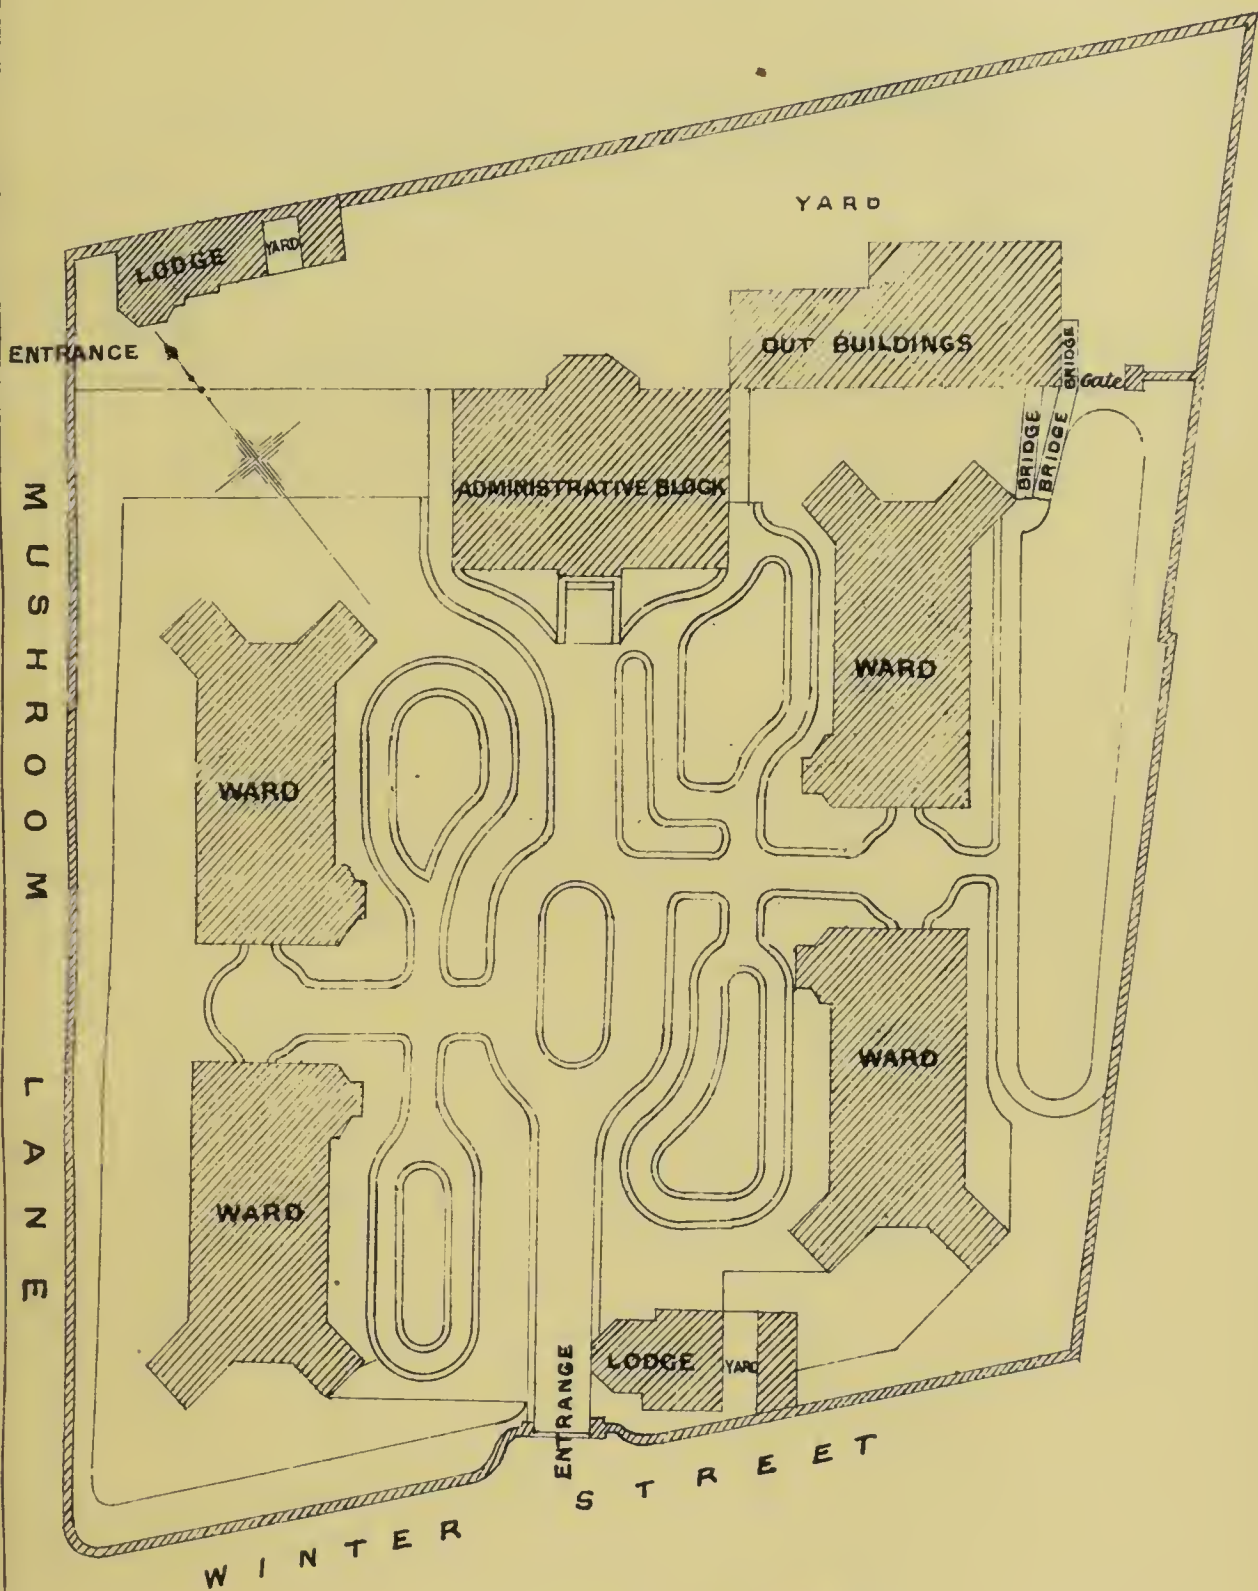 YARD
LODGE
YARD
ENTRANCE
OUT BUILDINGS
BRIDGE
Gate
BRIDGE
BRIDGE
ADMINISTRATIVE BLOCK
WARD
WARD
MUSHROOM LANE
WARD
WARD
LODGE
YARD
ENTRANCE
WINTER STREET